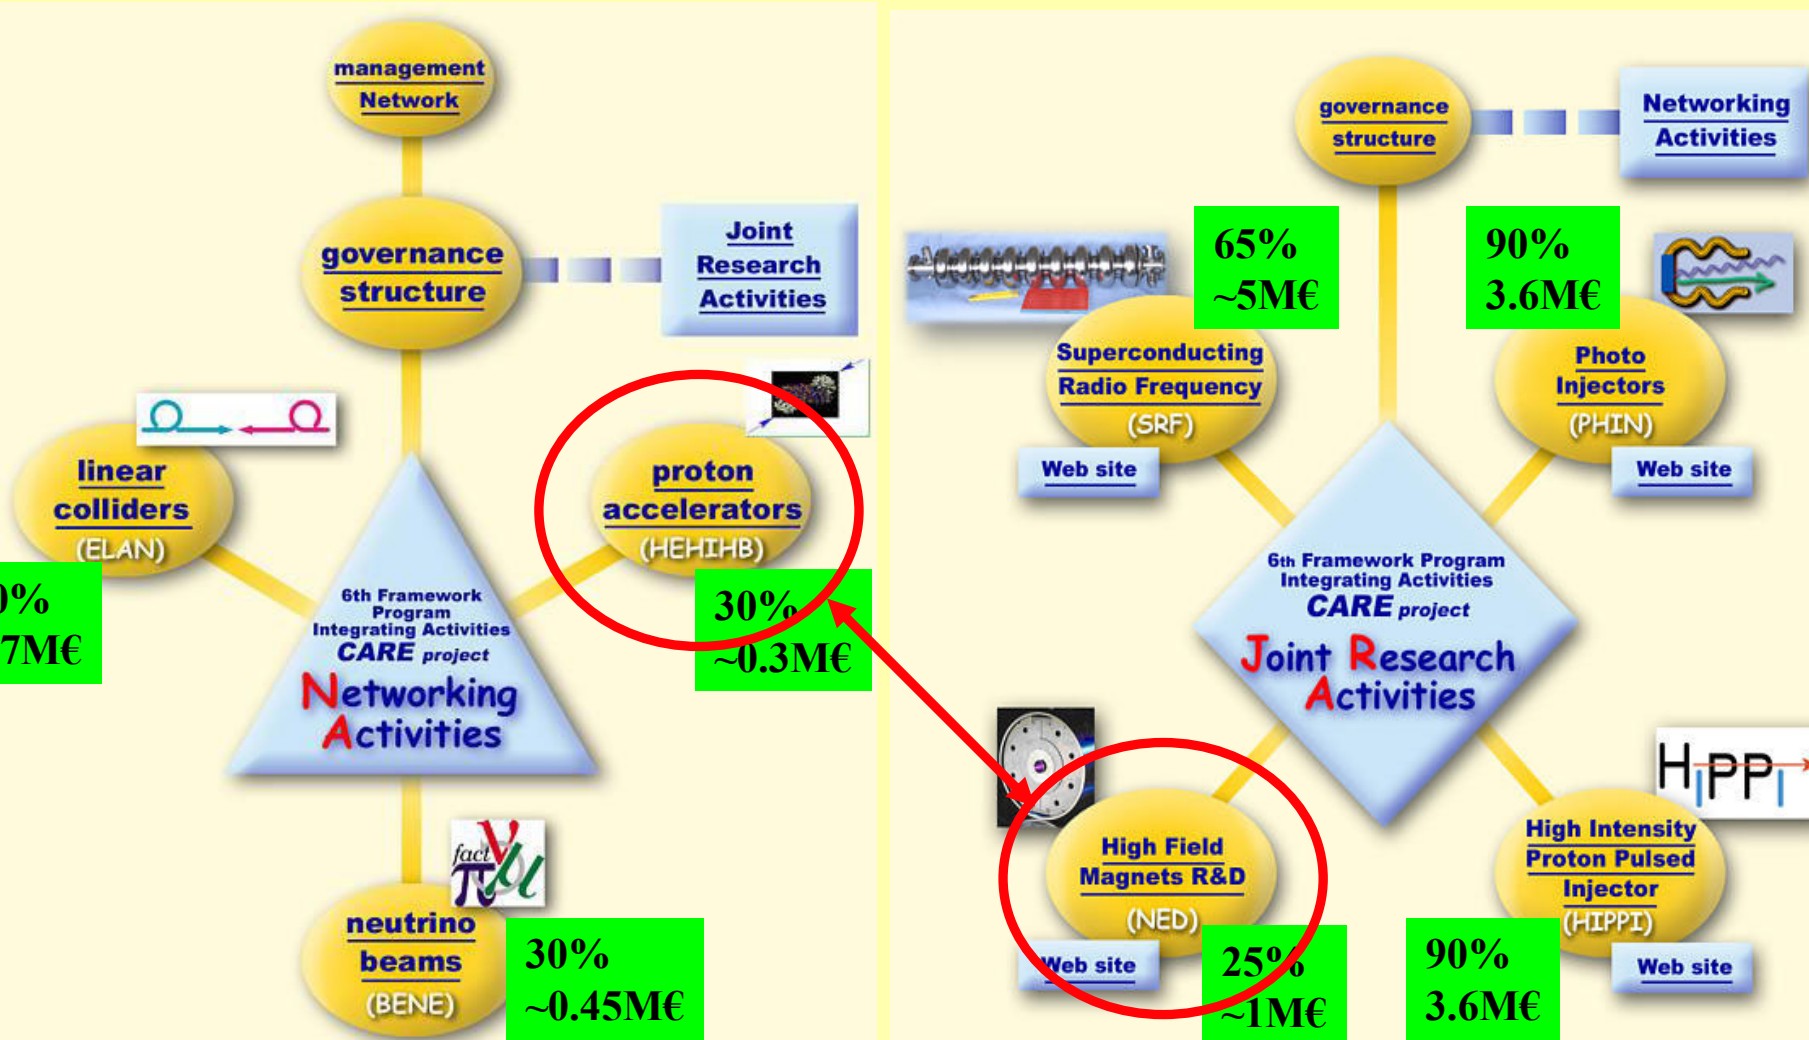 management
Network
governance
structure
Joint
Research
Activities
linear
colliders
(ELAN)
0%
7M€
proton
accelerators
(HEHIHB)
30%
~0.3M€
6th Framework
Program
Integrating Activities
CARE project
Networking
Activities
fact
πνμ
neutrino
beams
(BENE)
30%
~0.45M€
governance
structure
Networking
Activities
65%
~5M€
90%
3.6M€
Superconducting
Radio Frequency
(SRF)
Web site
Photo
Injectors
(PHIN)
Web site
6th Framework Program
Integrating Activities
CARE project
Joint Research
Activities
High Field
Magnets R&D
(NED)
Web site
25%
~1M€
HIPPI
High Intensity
Proton Pulsed
Injector
(HIPPI)
Web site
90%
3.6M€